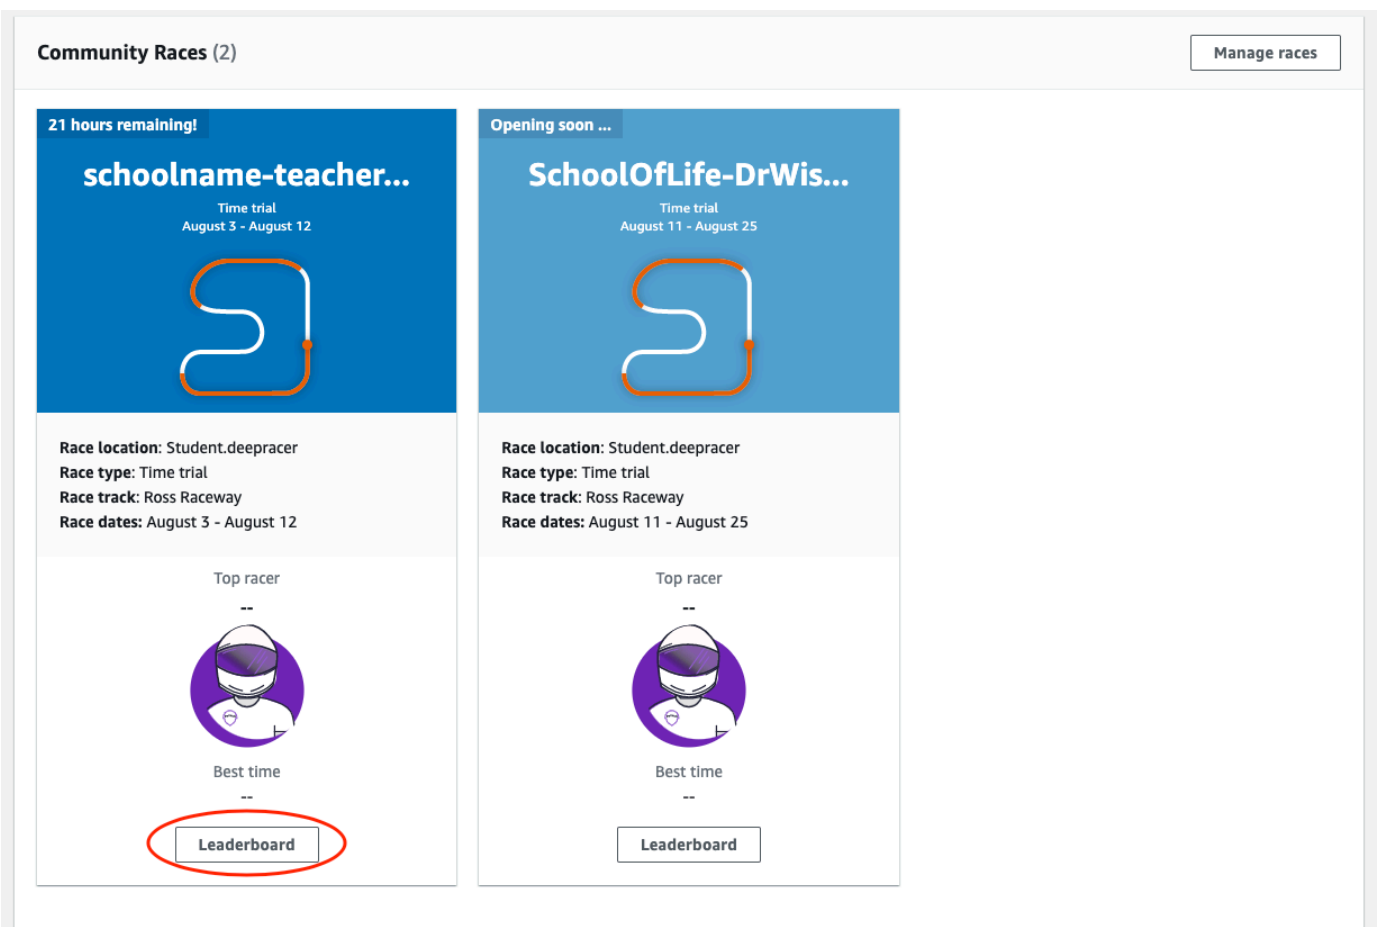 Community Races (2)
Manage races
21 hours remaining!
schoolname-teacher...
Time trial
August 3 - August 12
Race location: Student.deepracer
Race type: Time trial
Race track: Ross Raceway
Race dates: August 3 - August 12
Top racer
--
Best time
--
Leaderboard
Opening soon ...
SchoolOfLife-DrWis...
Time trial
August 11 - August 25
Race location: Student.deepracer
Race type: Time trial
Race track: Ross Raceway
Race dates: August 11 - August 25
Top racer
--
Best time
--
Leaderboard